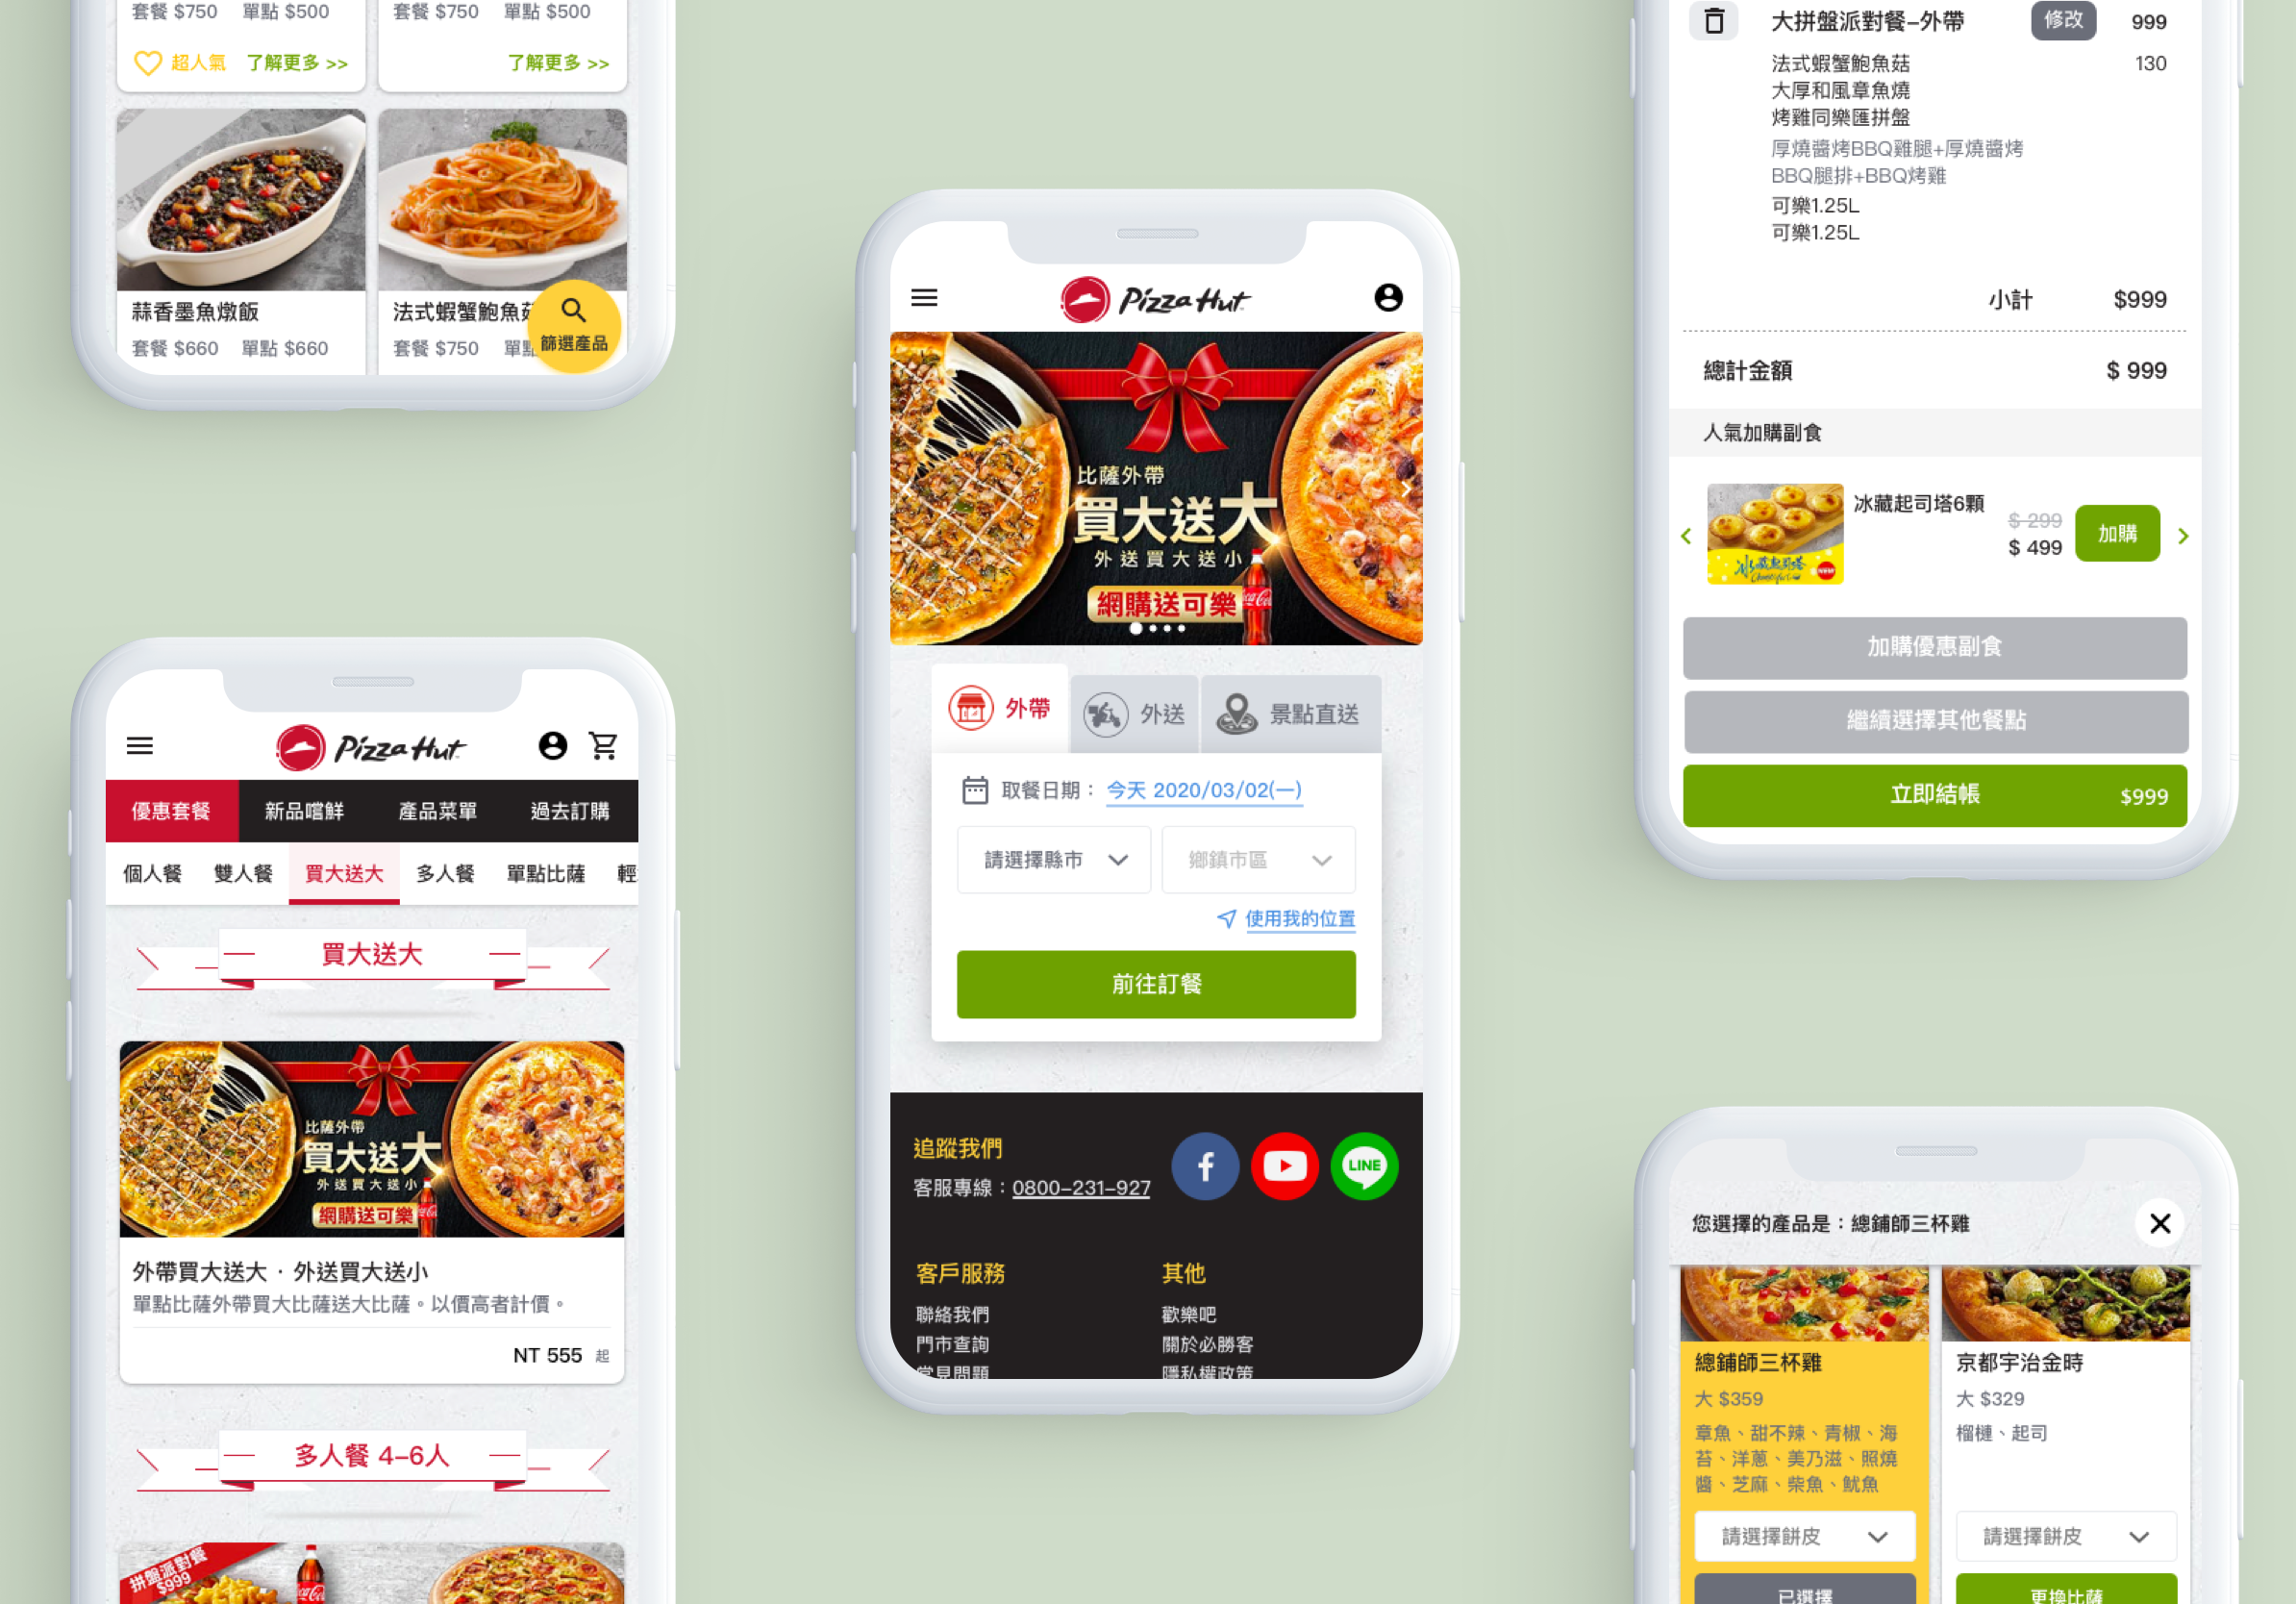 套餐 $750 單點 $500
套餐 $750 單點 $500
超人氣 了解更多 >>
了解更多 >>
蒜香墨魚燉飯
套餐 $660 單點 $660
法式蝦蟹鮑魚菇
套餐 $750 單點
篩選產品
Pizza Hut
優惠套餐 新品嚐鮮 產品菜單 過去訂購
個人餐 雙人餐 買大送大 多人餐 單點比薩 輕
買大送大
比薩外帶
買大送大
外送買大送小
網購送可樂
外帶買大送大 · 外送買大送小
單點比薩外帶買大比薩送大比薩。以價高者計價。
NT 555 起
多人餐 4–6人
拼盤派對餐
$999
Coca-Cola
Pizza Hut
比薩外帶
買大送大
外送買大送小
網購送可樂
Coca-Cola
外帶 外送 景點直送
取餐日期： 今天 2020/03/02(一)
請選擇縣市 鄉鎮市區
使用我的位置
前往訂餐
追蹤我們
客服專線：0800–231–927
LINE
客戶服務 其他
聯絡我們 歡樂吧
門市查詢 關於必勝客
常見問題 隱私權政策
大拼盤派對餐–外帶 修改 999
法式蝦蟹鮑魚菇 130
大厚和風章魚燒
烤雞同樂匯拼盤
厚燒醬烤BBQ雞腿+厚燒醬烤
BBQ腿排+BBQ烤雞
可樂1.25L
可樂1.25L
小計 $999
總計金額 $ 999
人氣加購副食
冰藏起司塔6顆
$ 299
$ 499
加購
冰藏起司塔
NEW
加購優惠副食
繼續選擇其他餐點
立即結帳 $999
您選擇的產品是：總鋪師三杯雞
總鋪師三杯雞
大 $359
章魚、甜不辣、青椒、海
苔、洋蔥、美乃滋、照燒
醬、芝麻、柴魚、魷魚
請選擇餅皮
已選擇
京都宇治金時
大 $329
榴槤、起司
請選擇餅皮
更換比薩